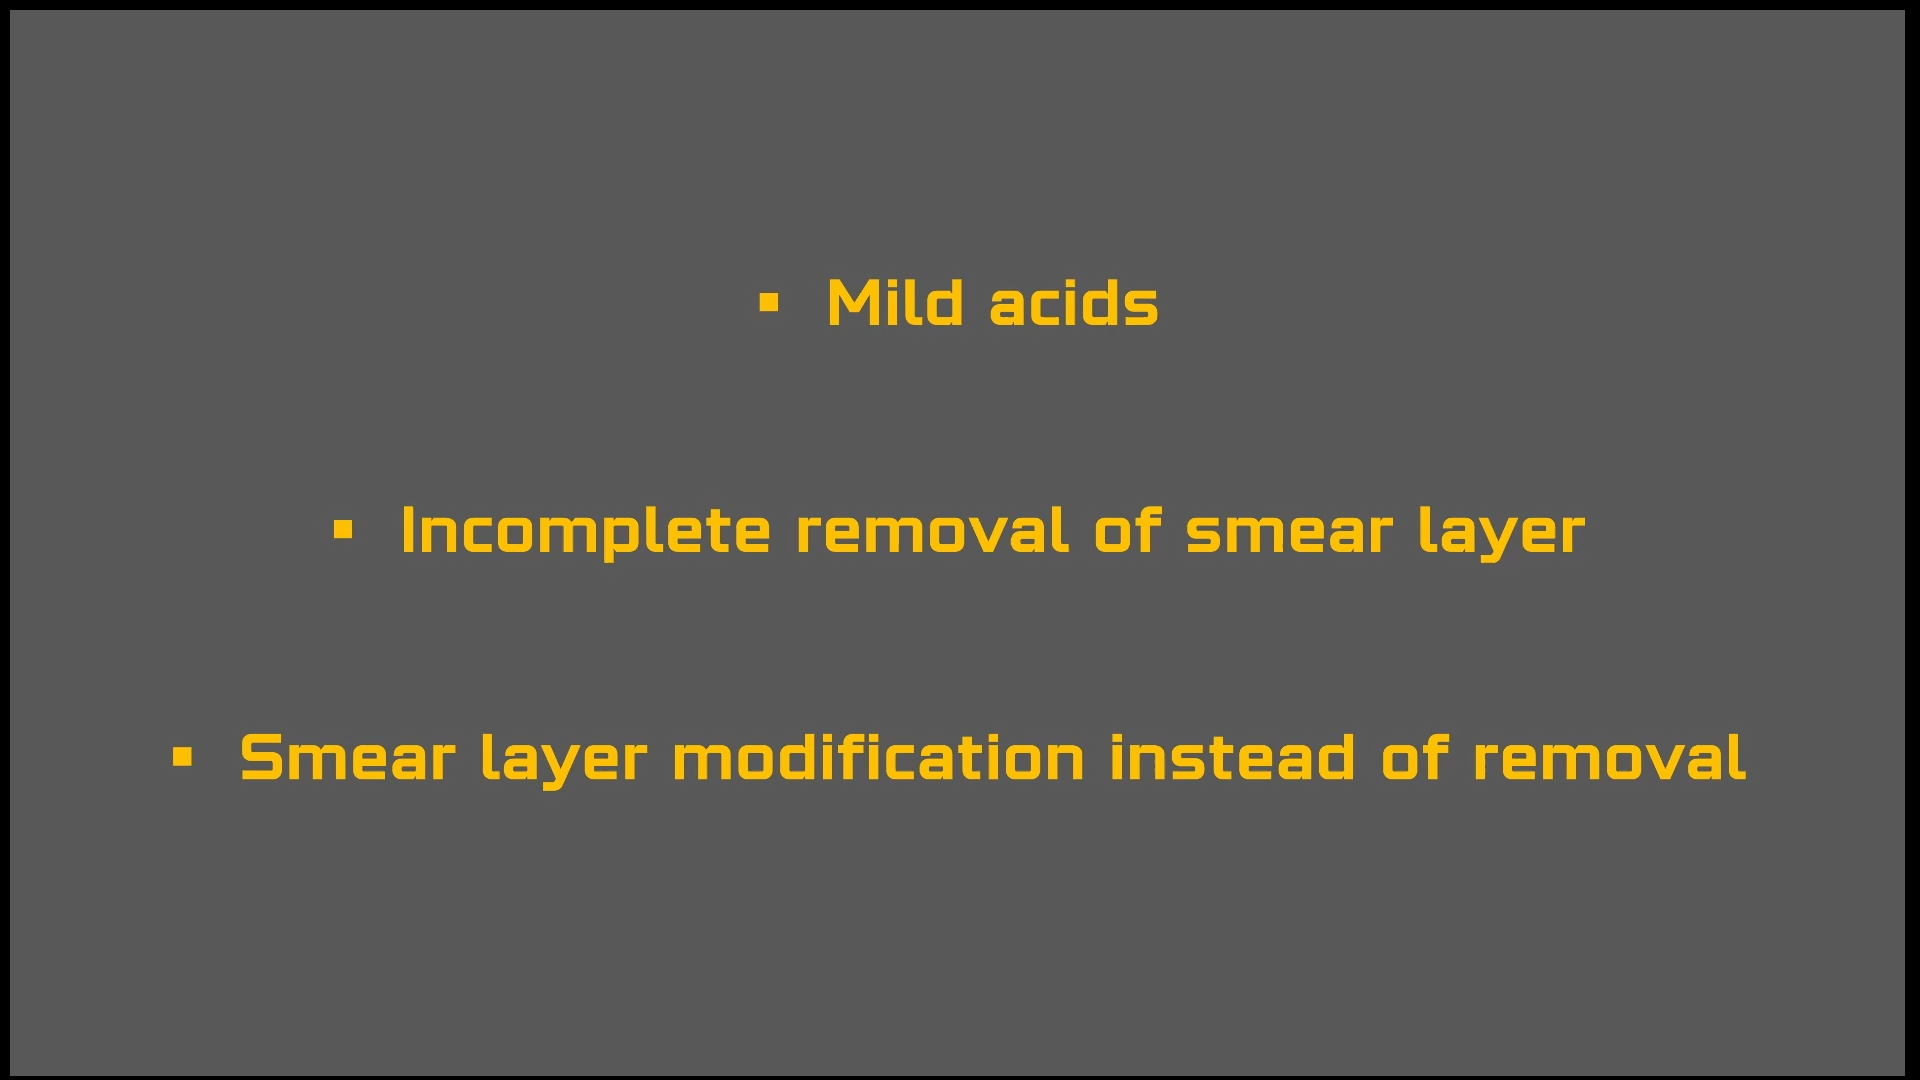 ▪ Mild acids
▪ Incomplete removal of smear layer
▪ Smear layer modification instead of removal